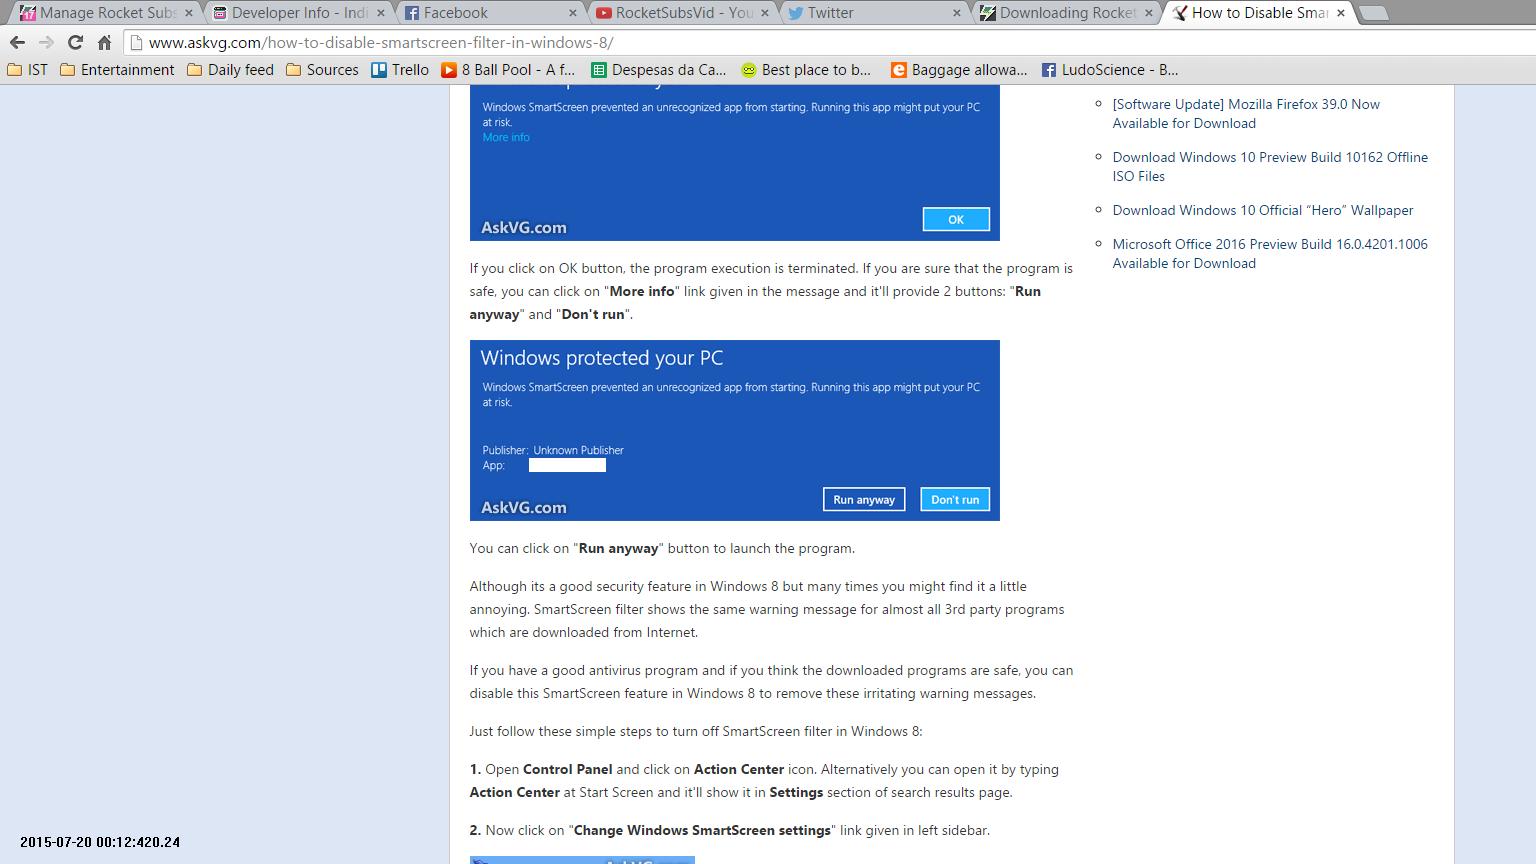 Manage Rocket Subs
Developer Info - Indi
Facebook
RocketSubsVid - You
Twitter
Downloading Rocket
How to Disable Smar
www.askvg.com/how-to-disable-smartscreen-filter-in-windows-8/
IST
Entertainment
Daily feed
Sources
Trello
8 Ball Pool - A f...
Despesas da Ca...
Best place to b...
Baggage allowa...
LudoScience - B...
Windows SmartScreen prevented an unrecognized app from starting. Running this app might put your PC
at risk.
More info
OK
AskVG.com
If you click on OK button, the program execution is terminated. If you are sure that the program is
safe, you can click on "More info" link given in the message and it'll provide 2 buttons: "Run
anyway" and "Don't run".
Windows protected your PC
Windows SmartScreen prevented an unrecognized app from starting. Running this app might put your PC
at risk.
Publisher: Unknown Publisher
App:
Run anyway
Don't run
AskVG.com
You can click on "Run anyway" button to launch the program.
Although its a good security feature in Windows 8 but many times you might find it a little
annoying. SmartScreen filter shows the same warning message for almost all 3rd party programs
which are downloaded from Internet.
If you have a good antivirus program and if you think the downloaded programs are safe, you can
disable this SmartScreen feature in Windows 8 to remove these irritating warning messages.
Just follow these simple steps to turn off SmartScreen filter in Windows 8:
1. Open Control Panel and click on Action Center icon. Alternatively you can open it by typing
Action Center at Start Screen and it'll show it in Settings section of search results page.
2. Now click on "Change Windows SmartScreen settings" link given in left sidebar.
[Software Update] Mozilla Firefox 39.0 Now
Available for Download
Download Windows 10 Preview Build 10162 Offline
ISO Files
Download Windows 10 Official “Hero” Wallpaper
Microsoft Office 2016 Preview Build 16.0.4201.1006
Available for Download
2015-07-20 00:12:420.24